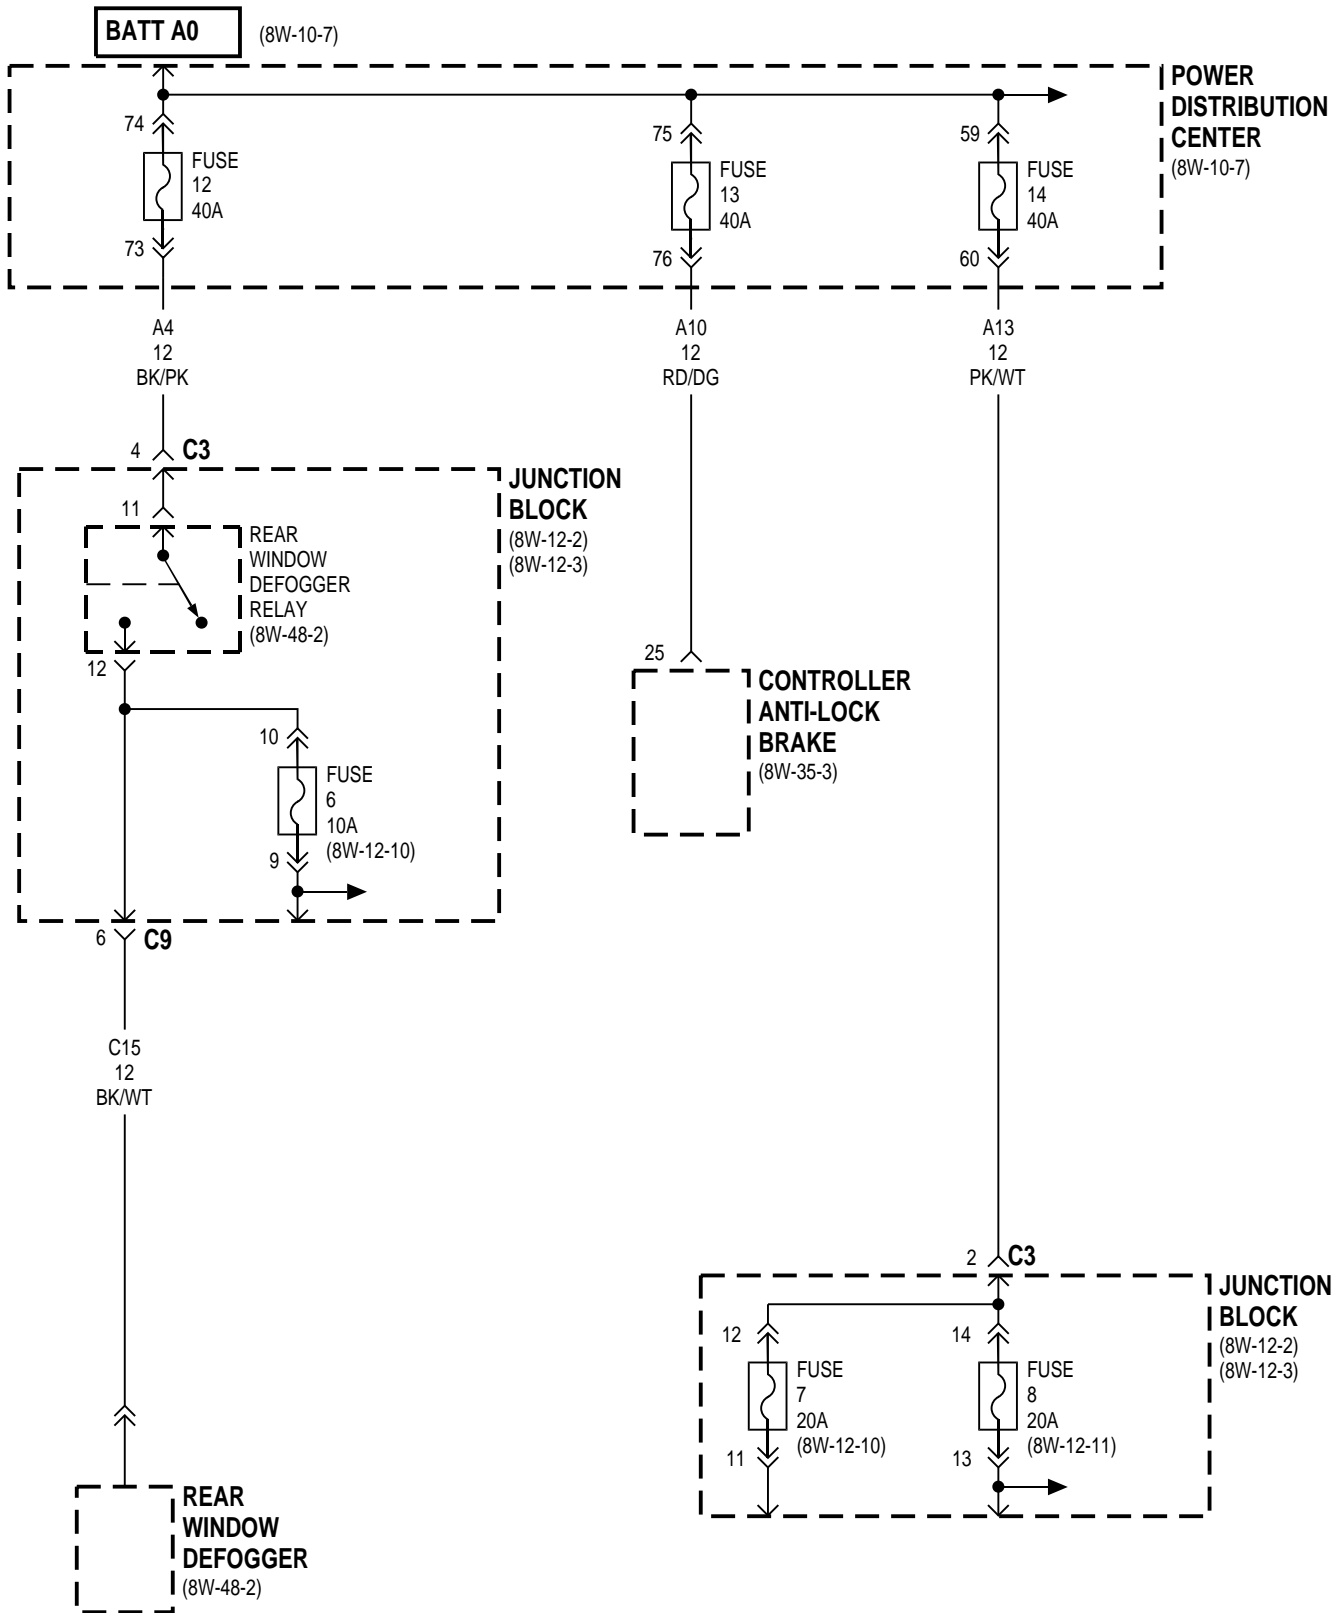 BATT A0
(8W-10-7)
POWER
DISTRIBUTION
CENTER
(8W-10-7)
74
FUSE
12
40A
73
75
FUSE
13
40A
76
59
FUSE
14
40A
60
A4
12
BK/PK
A10
12
RD/DG
A13
12
PK/WT
4
C3
JUNCTION
BLOCK
(8W-12-2)
(8W-12-3)
11
REAR
WINDOW
DEFOGGER
RELAY
(8W-48-2)
12
10
FUSE
6
10A
(8W-12-10)
9
6
C9
25
CONTROLLER
ANTI-LOCK
BRAKE
(8W-35-3)
C15
12
BK/WT
2
C3
JUNCTION
BLOCK
(8W-12-2)
(8W-12-3)
12
FUSE
7
20A
(8W-12-10)
11
14
FUSE
8
20A
(8W-12-11)
13
REAR
WINDOW
DEFOGGER
(8W-48-2)